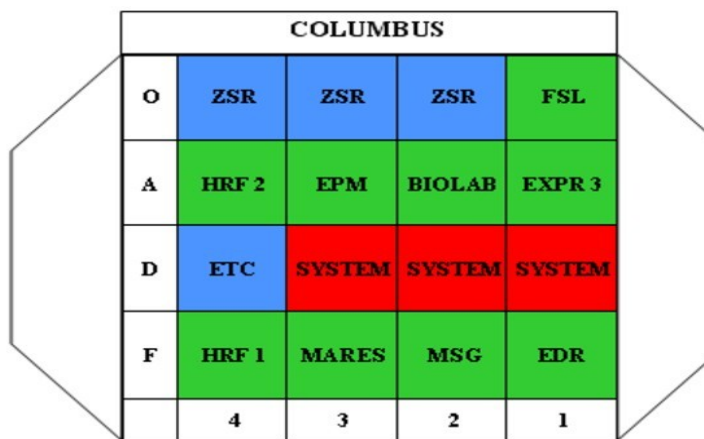 COLUMBUS
O ZSR ZSR ZSR FSL
A HRF 2 EPM BIOLAB EXPR 3
D ETC SYSTEM SYSTEM SYSTEM
F HRF 1 MARES MSG EDR
4 3 2 1